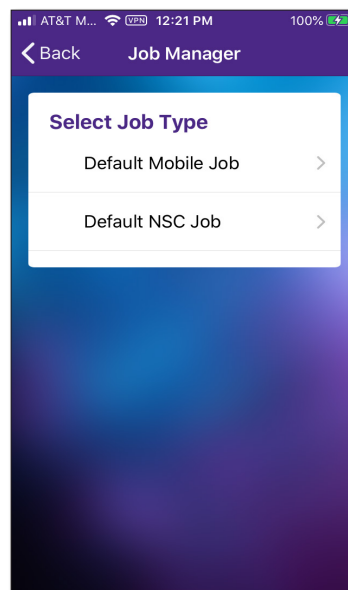 AT&T M... VPN 12:21 PM 100%
Back Job Manager
Select Job Type
Default Mobile Job
Default NSC Job